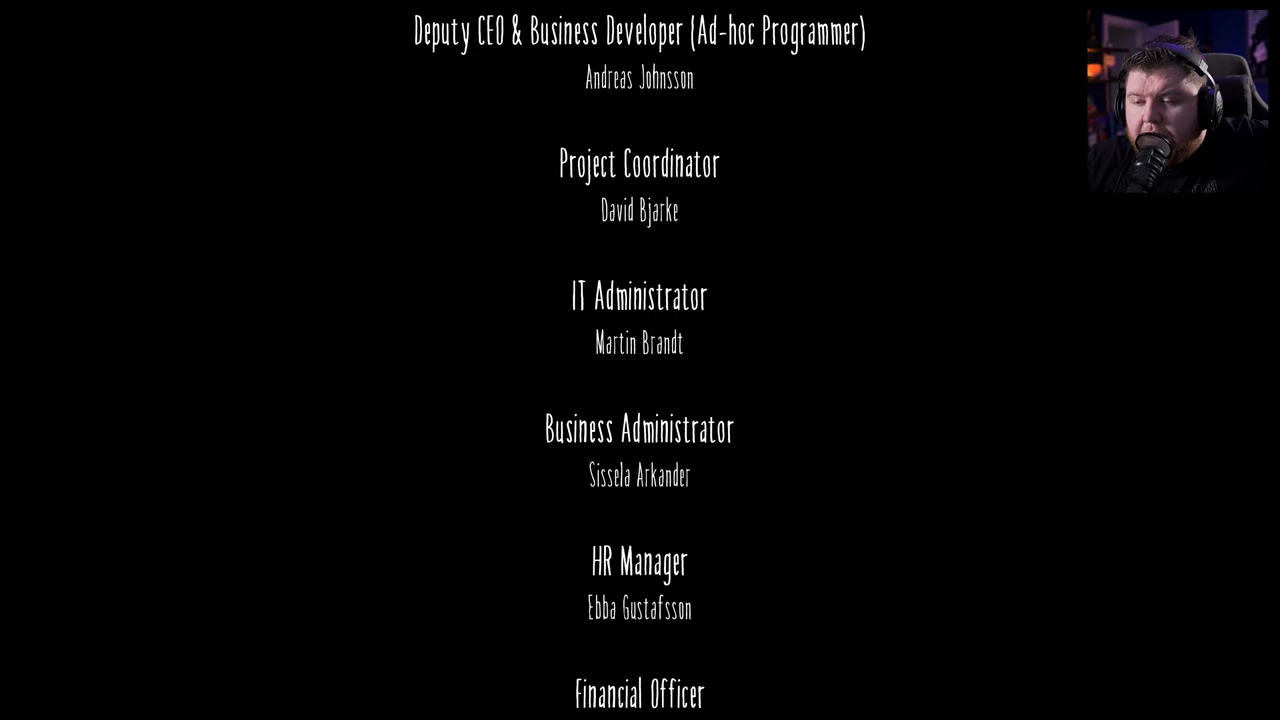 Deputy CEO & Business Developer (Ad-hoc Programmer)
Andreas Johnsson
Project Coordinator
David Bjarke
IT Administrator
Martin Brandt
Business Administrator
Sissela Arkander
HR Manager
Ebba Gustafsson
Financial Officer